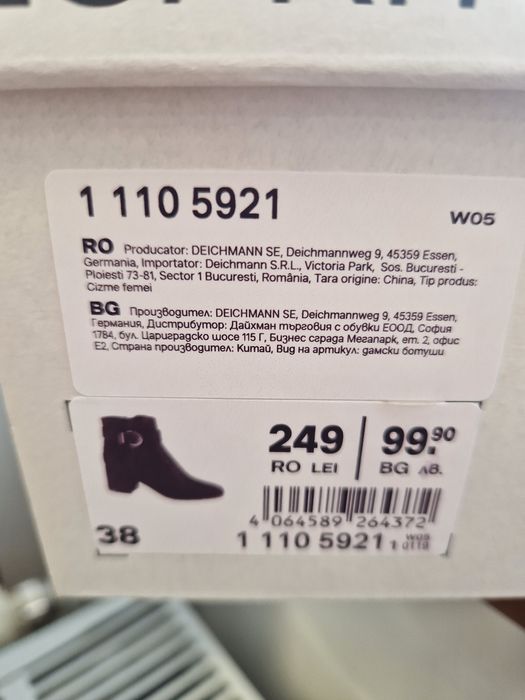 1 110 5921
W05
RO Producator: DEICHMANN SE, Deichmannweg 9, 45359 Essen,
Germania, Importator: Deichmann S.R.L., Victoria Park, Sos. Bucuresti -
Ploiesti 73-81, Sector 1 Bucuresti, România, Tara origine: China, Tip produs:
Cizme femei
BG Производител: DEICHMANN SE, Deichmannweg 9, 45359 Essen,
Германия, Дистрибутор: Дайхман търговия с обувки ЕООД, София
1784, бул. Цариградско шосе 115 Г, Бизнес сграда Мегапарк, ет. 2, офис
Е2, Страна производител: Китай, Вид на артикул: дамски ботуши
249 99.90
RO LEI BG лв.
4 064589 264372
38
1 110 5921 1 W05